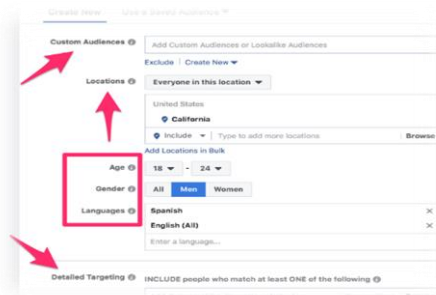 Create New Use a Saved Audience
Custom Audiences Add Custom Audiences or Lookalike Audiences
Exclude | Create New
Locations Everyone in this location
United States
California
Include Type to add more locations Browse
Add Locations in Bulk
Age 18 - 24
Gender All Men Women
Languages Spanish
English (All)
Enter a language...
Detailed Targeting INCLUDE people who match at least ONE of the following